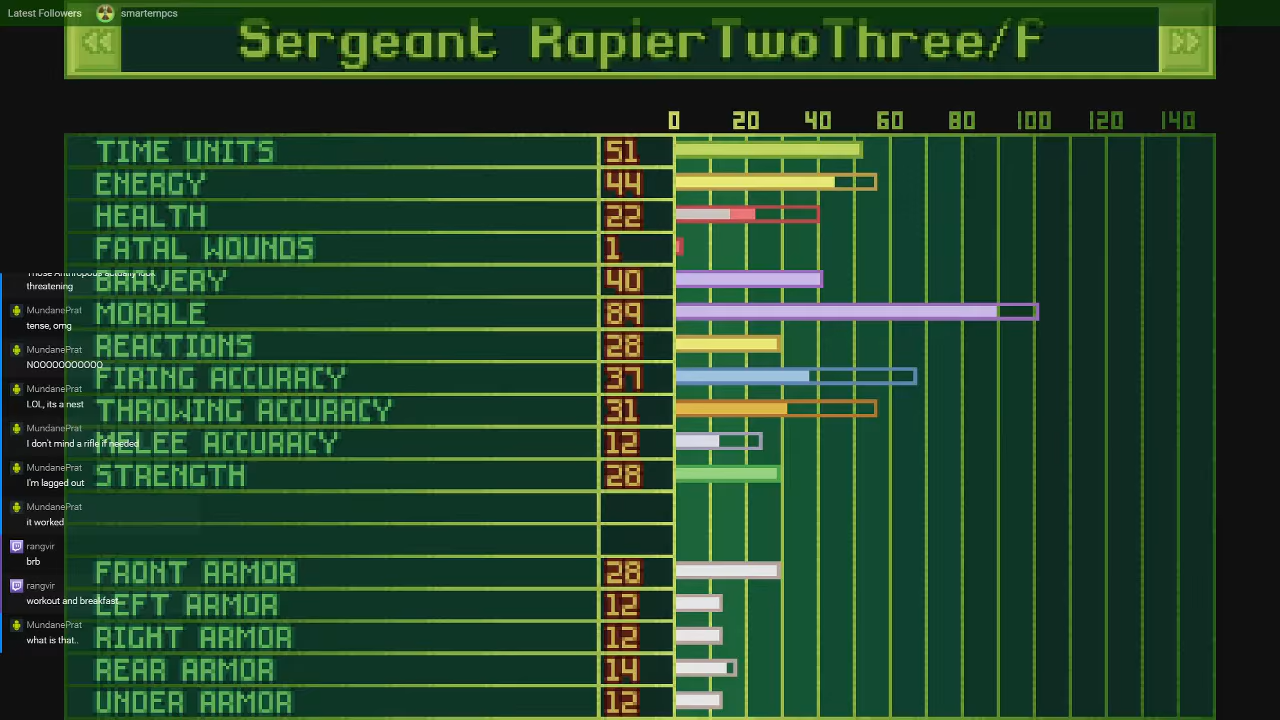 Latest Followers smartempcs
Sergeant RapierTwoThree/f
0 20 40 60 80 100 120 140
TIME UNITS 51
ENERGY 44
HEALTH 22
FATAL WOUNDS 1
Those Anthropods actually look
threatening
BRAVERY 40
MundanePrat
MORALE 89
tense, omg
MundanePrat
REACTIONS 28
NOOOOOOOOOO
FIRING ACCURACY 37
MundanePrat
LOL, its a nest
THROWING ACCURACY 31
MundanePrat
I don't mind a rifle if needed
MELEE ACCURACY 12
MundanePrat
I'm lagged out
STRENGTH 28
MundanePrat
it worked
rangvir
brb
FRONT ARMOR 28
rangvir
workout and breakfast
LEFT ARMOR 12
MundanePrat
what is that..
RIGHT ARMOR 12
REAR ARMOR 14
UNDER ARMOR 12